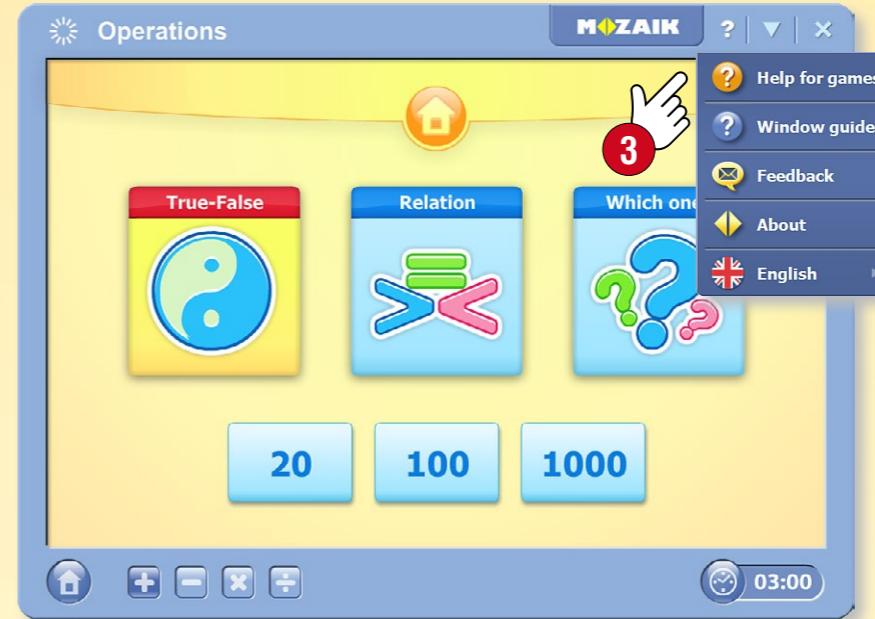 Operations
MOZAIK
?
Help for games
Window guide
3
Feedback
True-False
Relation
Which one
About
English
20
100
1000
03:00